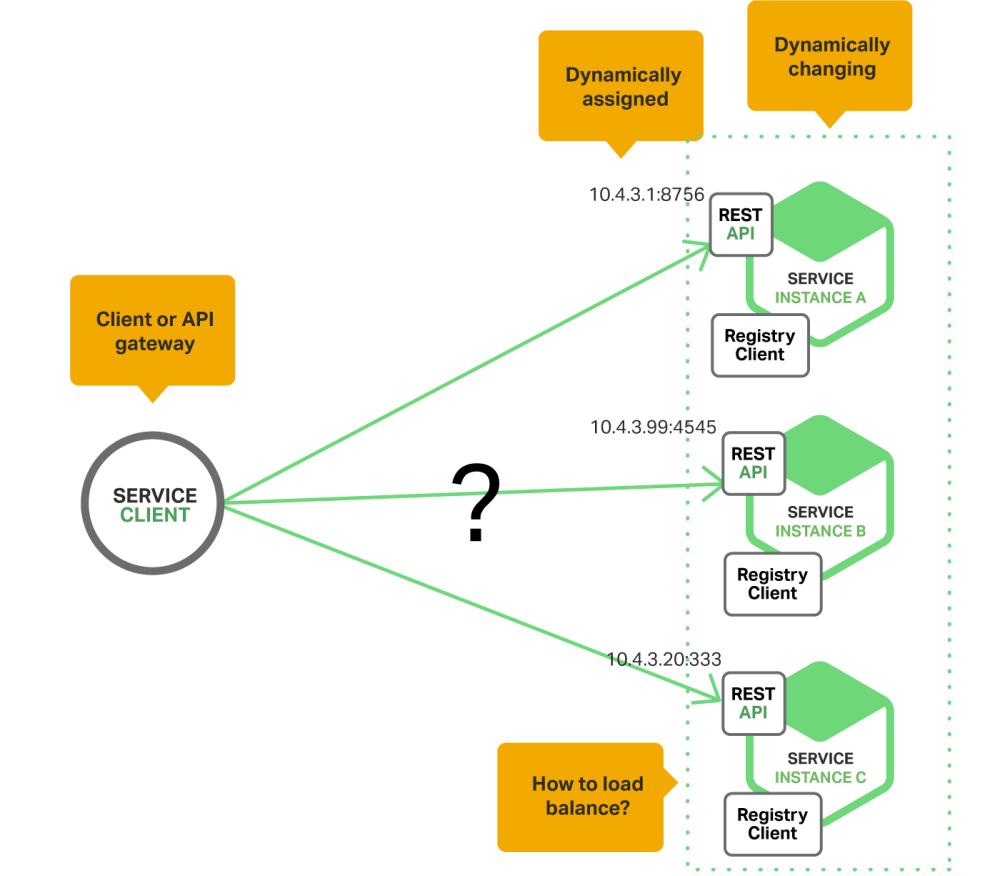 Dynamically
changing
Dynamically
assigned
10.4.3.1:8756
REST
API
SERVICE
INSTANCE A
Registry
Client
Client or API
gateway
10.4.3.99:4545
REST
API
SERVICE
INSTANCE B
Registry
Client
?
SERVICE
CLIENT
10.4.3.20:333
REST
API
SERVICE
INSTANCE C
Registry
Client
How to load
balance?